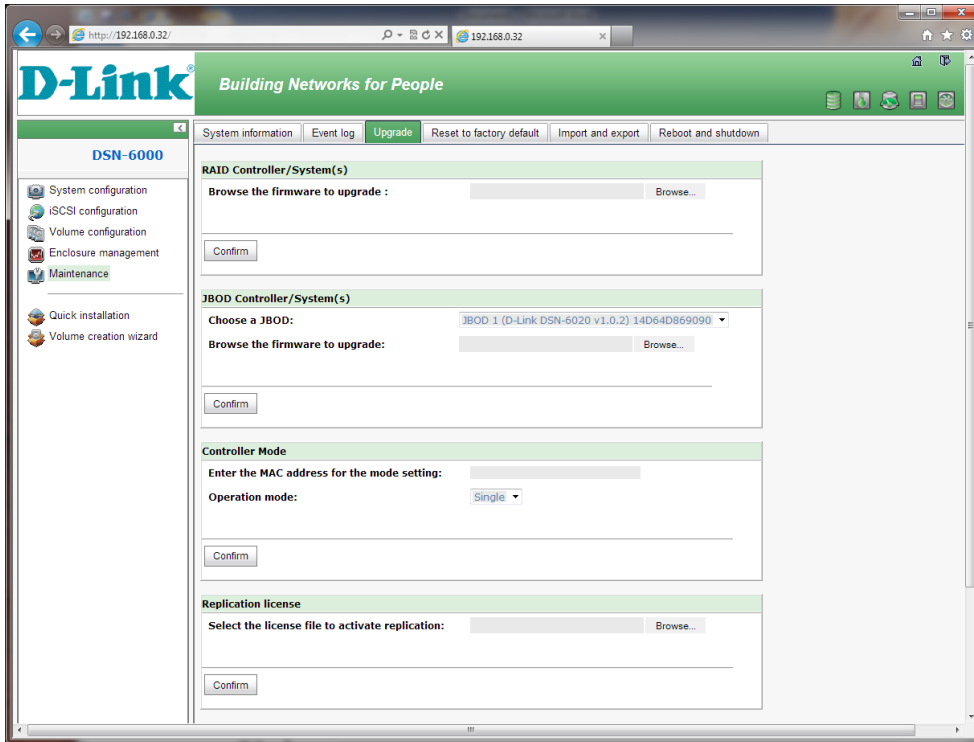 http://192.168.0.32/
192.168.0.32
D-Link®
Building Networks for People
DSN-6000
System configuration
iSCSI configuration
Volume configuration
Enclosure management
Maintenance
Quick installation
Volume creation wizard
System information Event log Upgrade Reset to factory default Import and export Reboot and shutdown
RAID Controller/System(s)
Browse the firmware to upgrade : Browse...
Confirm
JBOD Controller/System(s)
Choose a JBOD: JBOD 1 (D-Link DSN-6020 v1.0.2) 14D64D869090
Browse the firmware to upgrade: Browse...
Confirm
Controller Mode
Enter the MAC address for the mode setting:
Operation mode: Single
Confirm
Replication license
Select the license file to activate replication: Browse...
Confirm